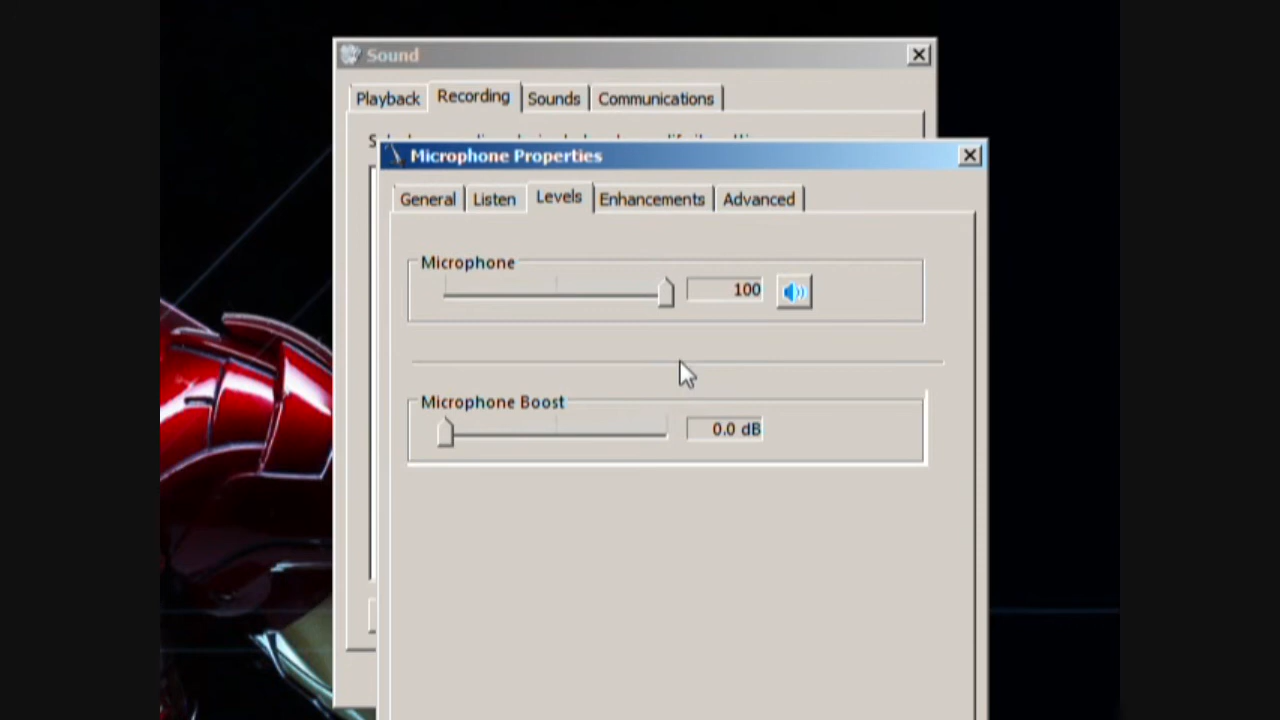 Sound
Playback Recording Sounds Communications
Microphone Properties
General Listen Levels Enhancements Advanced
Microphone
100
Microphone Boost
0.0 dB